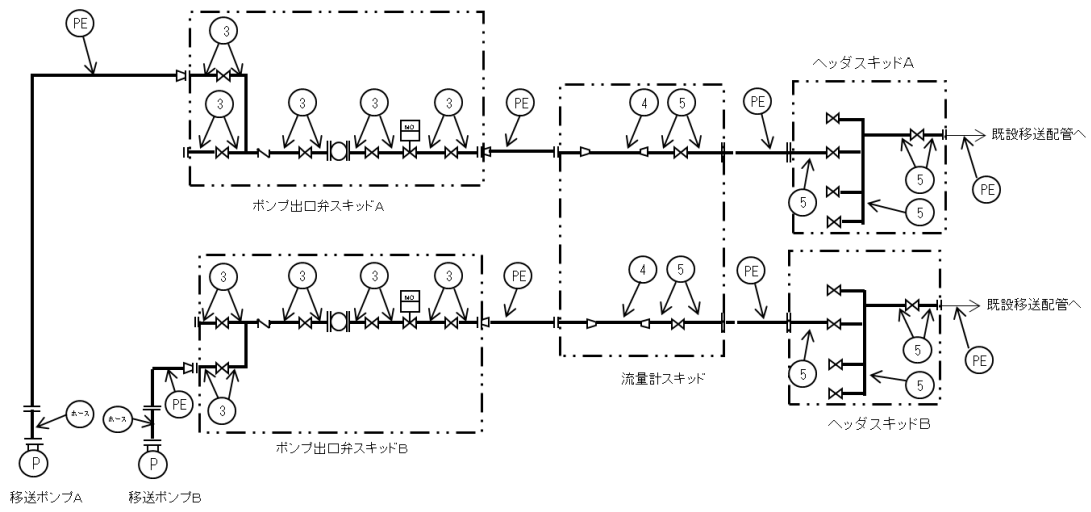 PE
3
ヘッダスキッドA
3
3
3
3
MO
PE
4
5
PE
既設移送配管へ
5
5
PE
5
ポンプ出口弁スキッドA
3
3
3
3
MO
PE
4
5
PE
既設移送配管へ
5
5
PE
5
流量計スキッド
PE
3
ホース
ホース
ヘッダスキッドB
ポンプ出口弁スキッドB
P
P
移送ポンプA
移送ポンプB